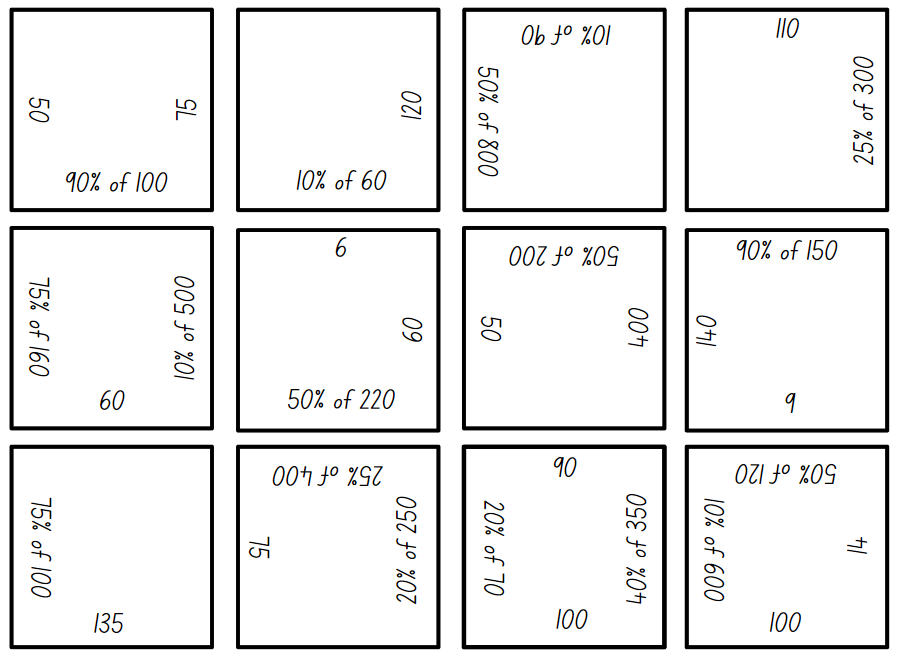 50
75
90% of 100
120
10% of 60
10% of 90
50% of 800
110
25% of 300
75% of 160
10% of 500
60
6
60
50% of 220
50% of 200
50
400
90% of 150
140
9
75% of 100
135
25% of 400
75
20% of 250
90
20% of 70
40% of 350
100
50% of 120
10% of 600
14
100